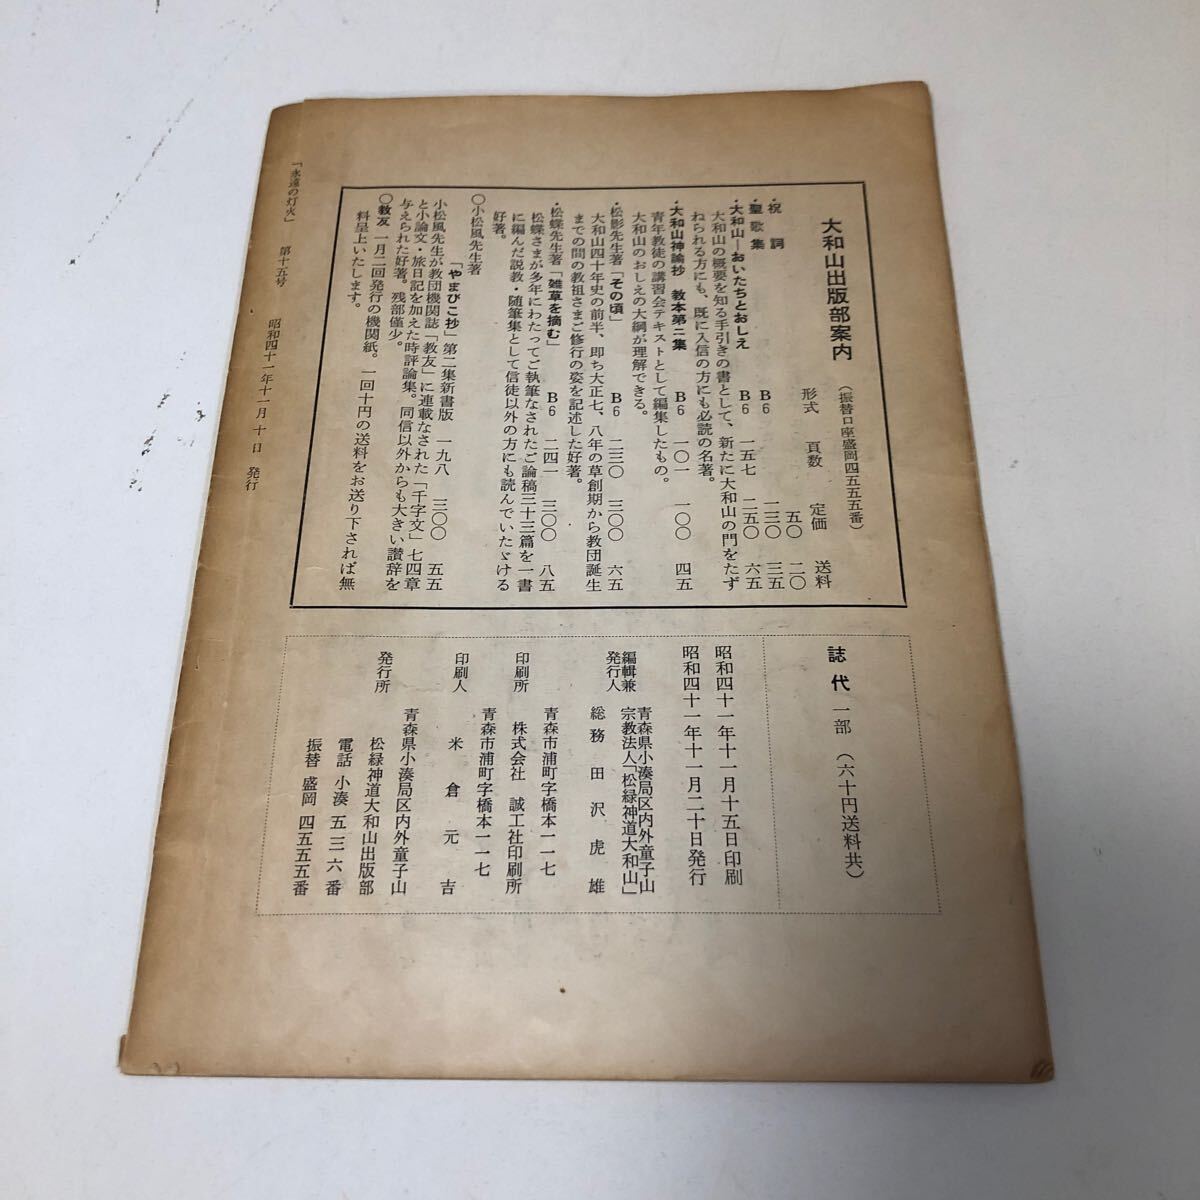 大和山出版部案内 （振替口座盛岡四五五五番）
形式 頁数 定価 送料
・祝詞 五〇 二〇
・聖歌集 B6 一三〇 三五
・大和山―おいたちとおしえ B6 一五七 二五〇 六五
大和山の概要を知る手引きの書として、新たに大和山の門をたず
ねられる方にも、既に入信の方にも必読の名著。
・大和山神諭抄 教本第二集 B6 一〇一 一〇〇 四五
青年教徒の講習会テキストとして編集したもの。
大和山のおしえの大綱が理解できる。
・松影先生著「その頃」 B6 二三〇 三〇〇 六五
大和山四十年史の前半、即ち大正七、八年の草創期から教団誕生
までの間の教祖さまご修行の姿を記述した好著。
・松蝶先生著「雑草を摘む」 B6 二四一 三〇〇 八五
松蝶さまが多年にわたってご執筆なされたご論稿三十三篇を一書
に編んだ説教・随筆集として信徒以外の方にも読んでいたゞける
好著。
〇小松風先生著
「やまびこ抄」第二集新書版 一九八 三〇〇 五五
小松風先生が教団機関誌「教友」に連載なされた「千字文」七四章
と小論文・旅日記を加えた時評論集。同信以外からも大きい讃辞を
与えられた好著。残部僅少。
〇教友 一月二回発行の機関紙。一回十円の送料をお送り下されば無
料呈上いたします。
「永遠の灯火」 第十五号 昭和四十一年十一月十日 発行
誌代 一部 （六十円送料共）
昭和四十一年十一月十五日印刷
昭和四十一年十一月二十日発行
編輯兼発行人
青森県小湊局区内外童子山
宗教法人「松緑神道大和山」
総務 田沢虎雄
青森市浦町字橋本一一七
印刷所 株式会社 誠工社印刷所
青森市浦町字橋本一一七
印刷人 米倉元吉
青森県小湊局区内外童子山
発行所 松緑神道大和山出版部
電話 小湊 五三六番
振替 盛岡 四五五五番